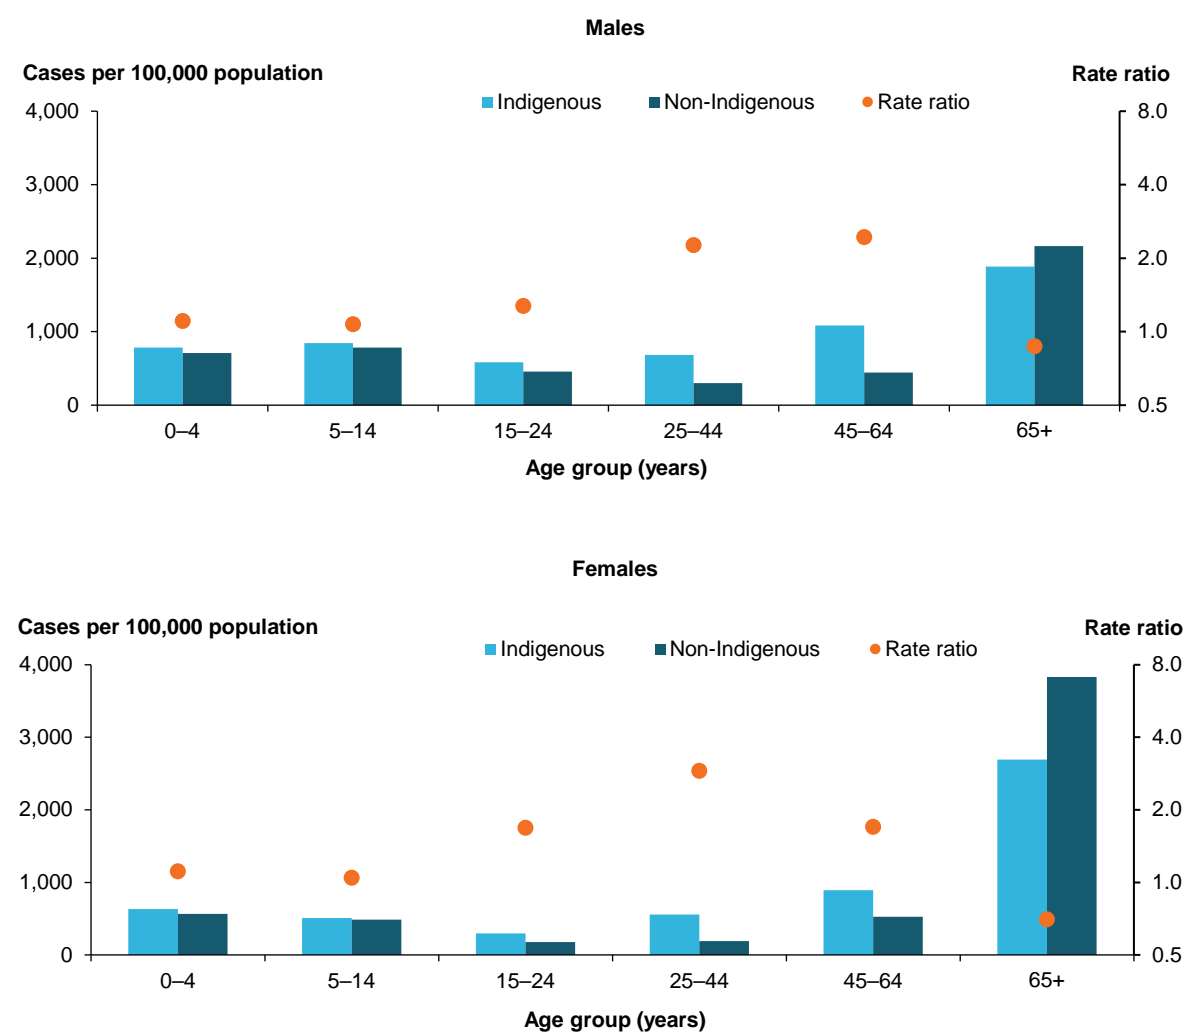 Males
Cases per 100,000 population Rate ratio
Indigenous Non-Indigenous Rate ratio
4,000 8.0
3,000 4.0
2,000 2.0
1,000 1.0
0 0.5
0–4 5–14 15–24 25–44 45–64 65+
Age group (years)
Females
Cases per 100,000 population Rate ratio
Indigenous Non-Indigenous Rate ratio
4,000 8.0
3,000 4.0
2,000 2.0
1,000 1.0
0 0.5
0–4 5–14 15–24 25–44 45–64 65+
Age group (years)